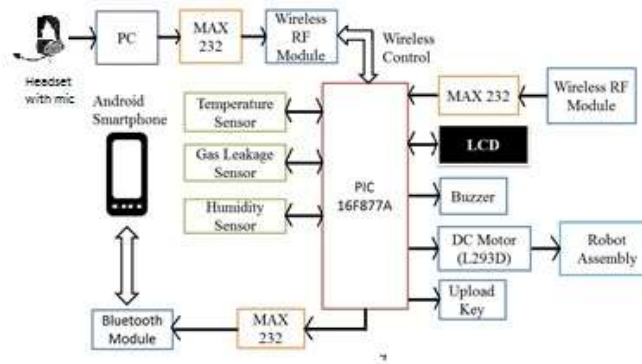 Headset
with mic
PC
MAX
232
Wireless
RF
Module
Wireless
Control
Android
Smartphone
Temperature
Sensor
Gas Leakage
Sensor
Humidity
Sensor
PIC
16F877A
MAX 232
Wireless RF
Module
LCD
Buzzer
DC Motor
(L293D)
Robot
Assembly
Upload
Key
Bluetooth
Module
MAX
232